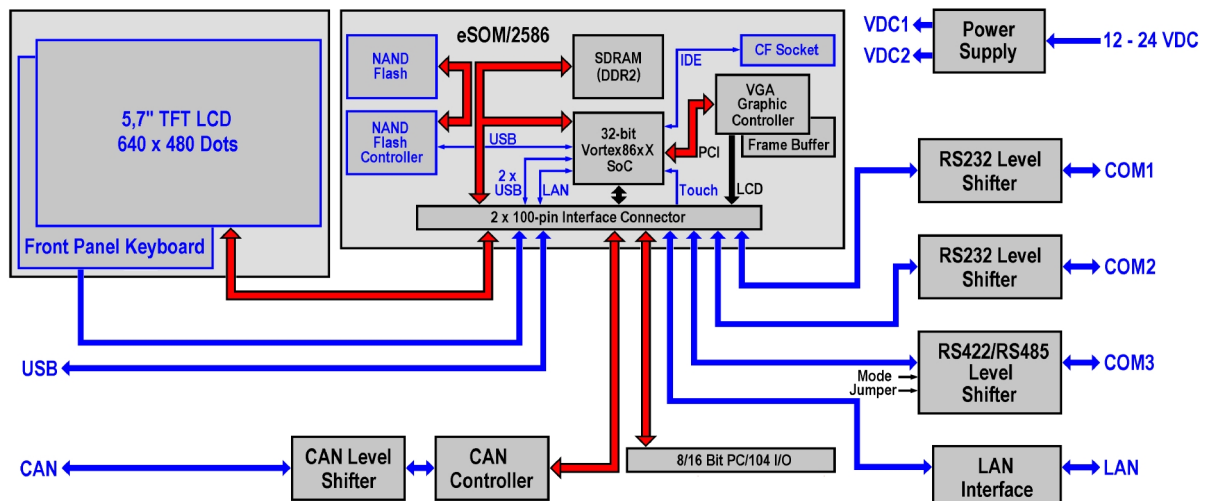 5,7" TFT LCD
640 x 480 Dots
Front Panel Keyboard
eSOM/2586
NAND
Flash
NAND
Flash
Controller
SDRAM
(DDR2)
IDE
CF Socket
VGA
Graphic
Controller
Frame Buffer
USB
32-bit
Vortex86xX
SoC
PCI
2 x
USB
LAN
Touch
LCD
2 x 100-pin Interface Connector
VDC1
VDC2
Power
Supply
12 - 24 VDC
RS232 Level
Shifter
COM1
RS232 Level
Shifter
COM2
RS422/RS485
Level
Shifter
Mode
Jumper
COM3
USB
CAN
CAN Level
Shifter
CAN
Controller
8/16 Bit PC/104 I/O
LAN
Interface
LAN